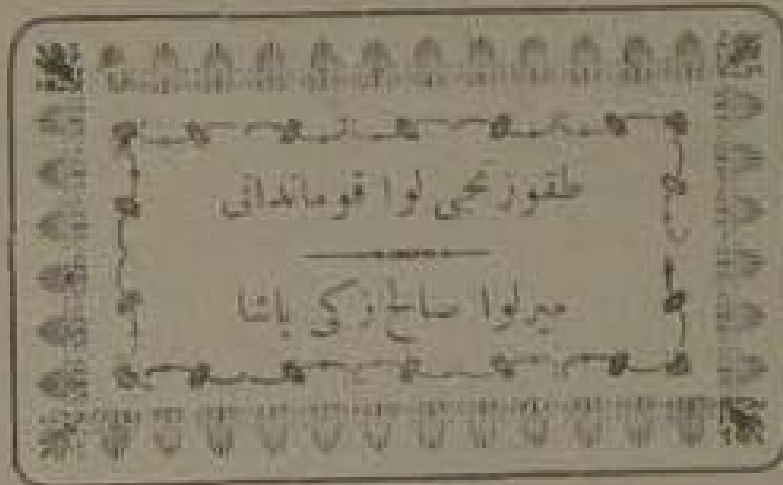 طقوزنجی لوا قوماندانی
میرلوا صالح زکی پاشا